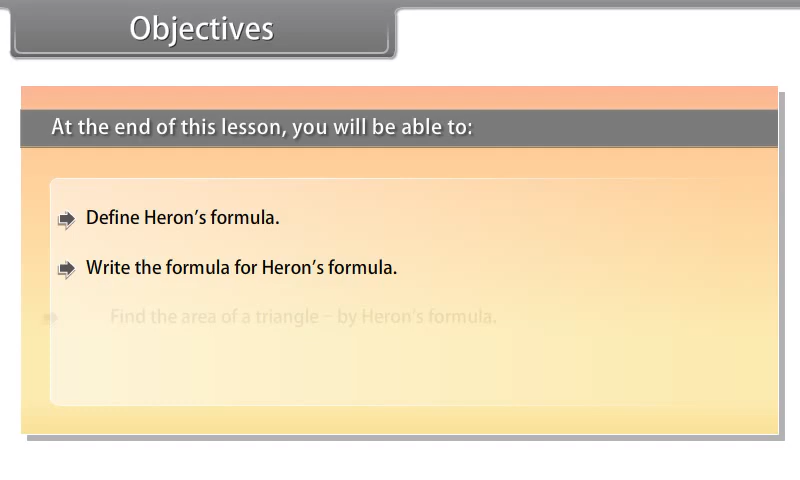 Objectives
At the end of this lesson, you will be able to:
Define Heron's formula.
Write the formula for Heron's formula.
Find the area of a triangle – by Heron's formula.